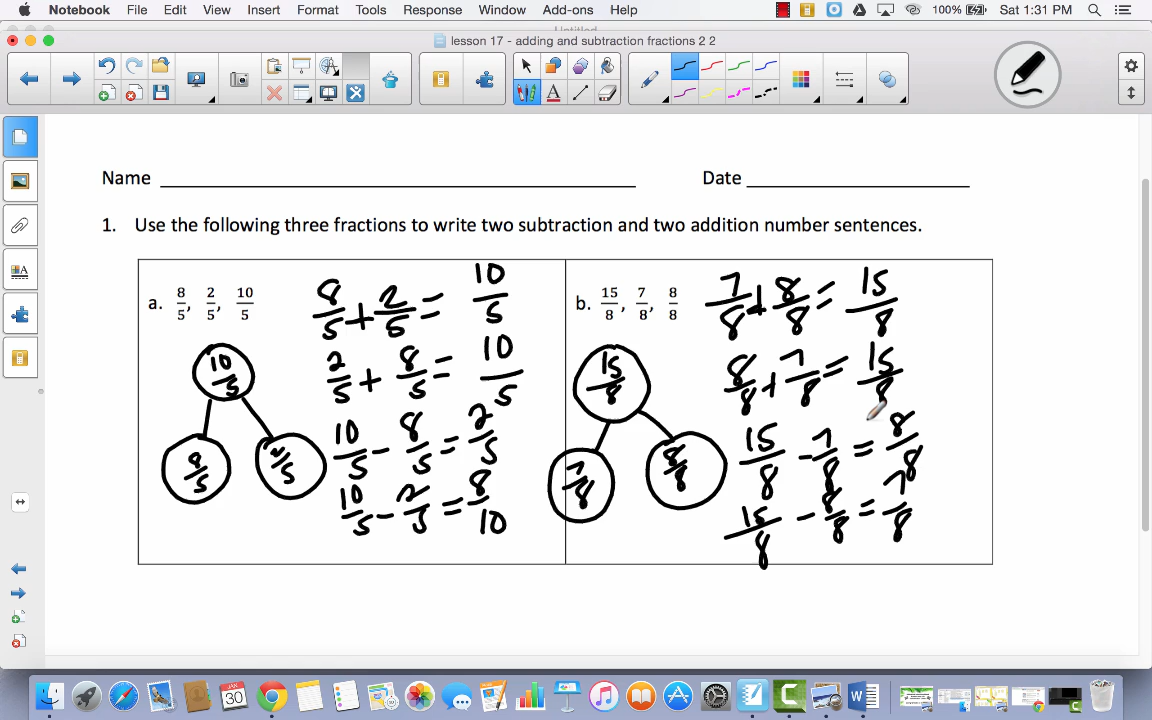 Notebook File Edit View Insert Format Tools Response Window Add-ons Help 100% Sat 1:31 PM
Untitled
lesson 17 - adding and subtraction fractions 2 2
Name ____ Date ____
1. Use the following three fractions to write two subtraction and two addition number sentences.
a. 8/5, 2/5, 10/5
8/5 + 2/5 = 10/5
2/5 + 8/5 = 10/5
10/5 - 8/5 = 2/5
10/5 - 2/5 = 8/10
10/5
8/5 2/5
b. 15/8, 7/8, 8/8
7/8 + 8/8 = 15/8
8/8 + 7/8 = 15/8
15/8 - 7/8 = 8/8
15/8 - 8/8 = 7/8
15/8
7/8 8/8
JAN
30